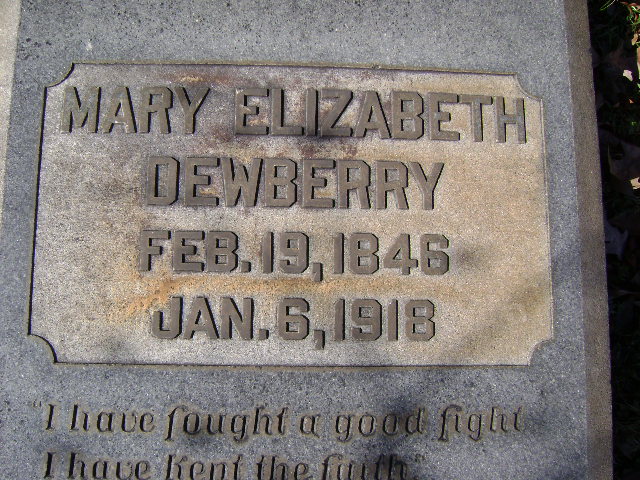 MARY ELIZABETH
DEWBERRY
FEB. 19, 1846
JAN. 6, 1918
"I have fought a good fight
I have kept the faith"